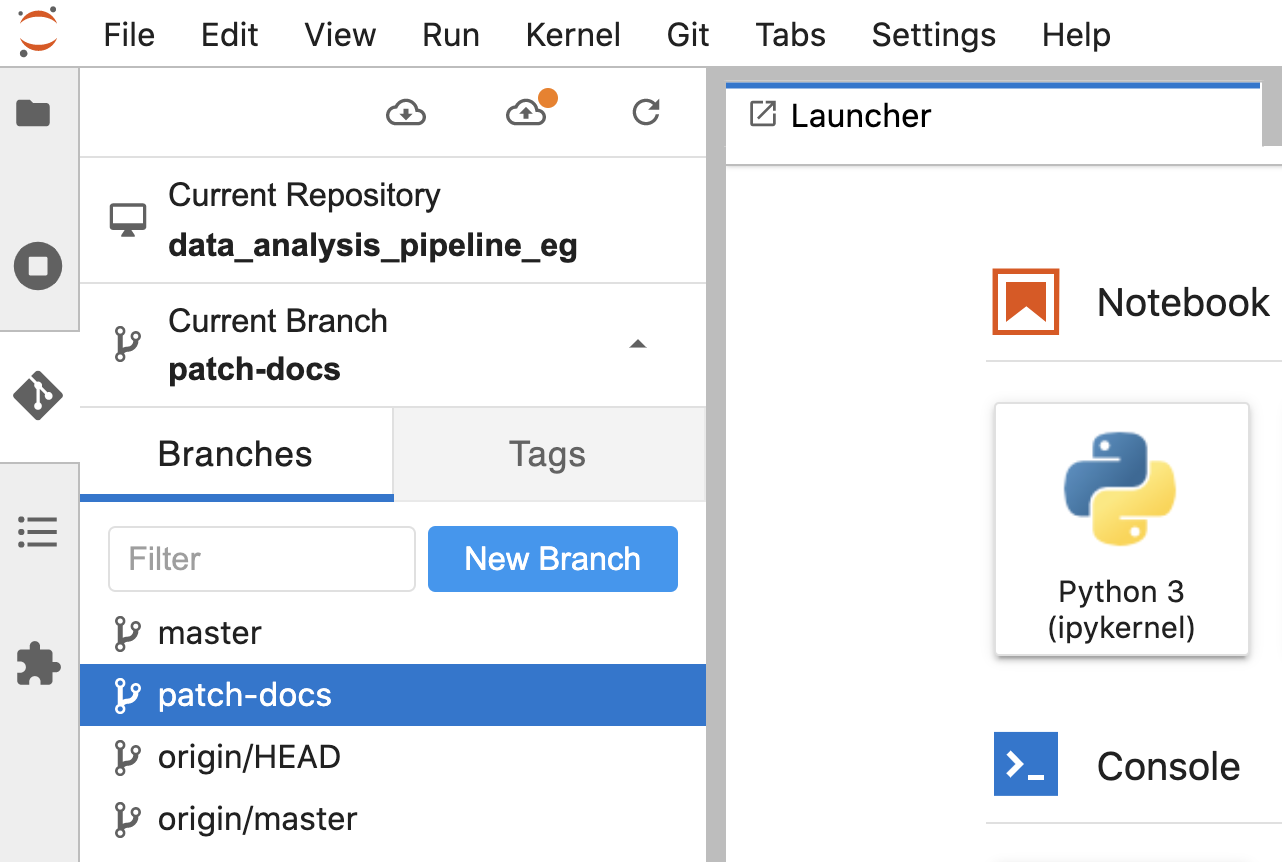 File Edit View Run Kernel Git Tabs Settings Help
Launcher
Current Repository
data_analysis_pipeline_eg
Current Branch
patch-docs
Branches Tags
Filter New Branch
master
patch-docs
origin/HEAD
origin/master
Notebook
Python 3
(ipykernel)
Console